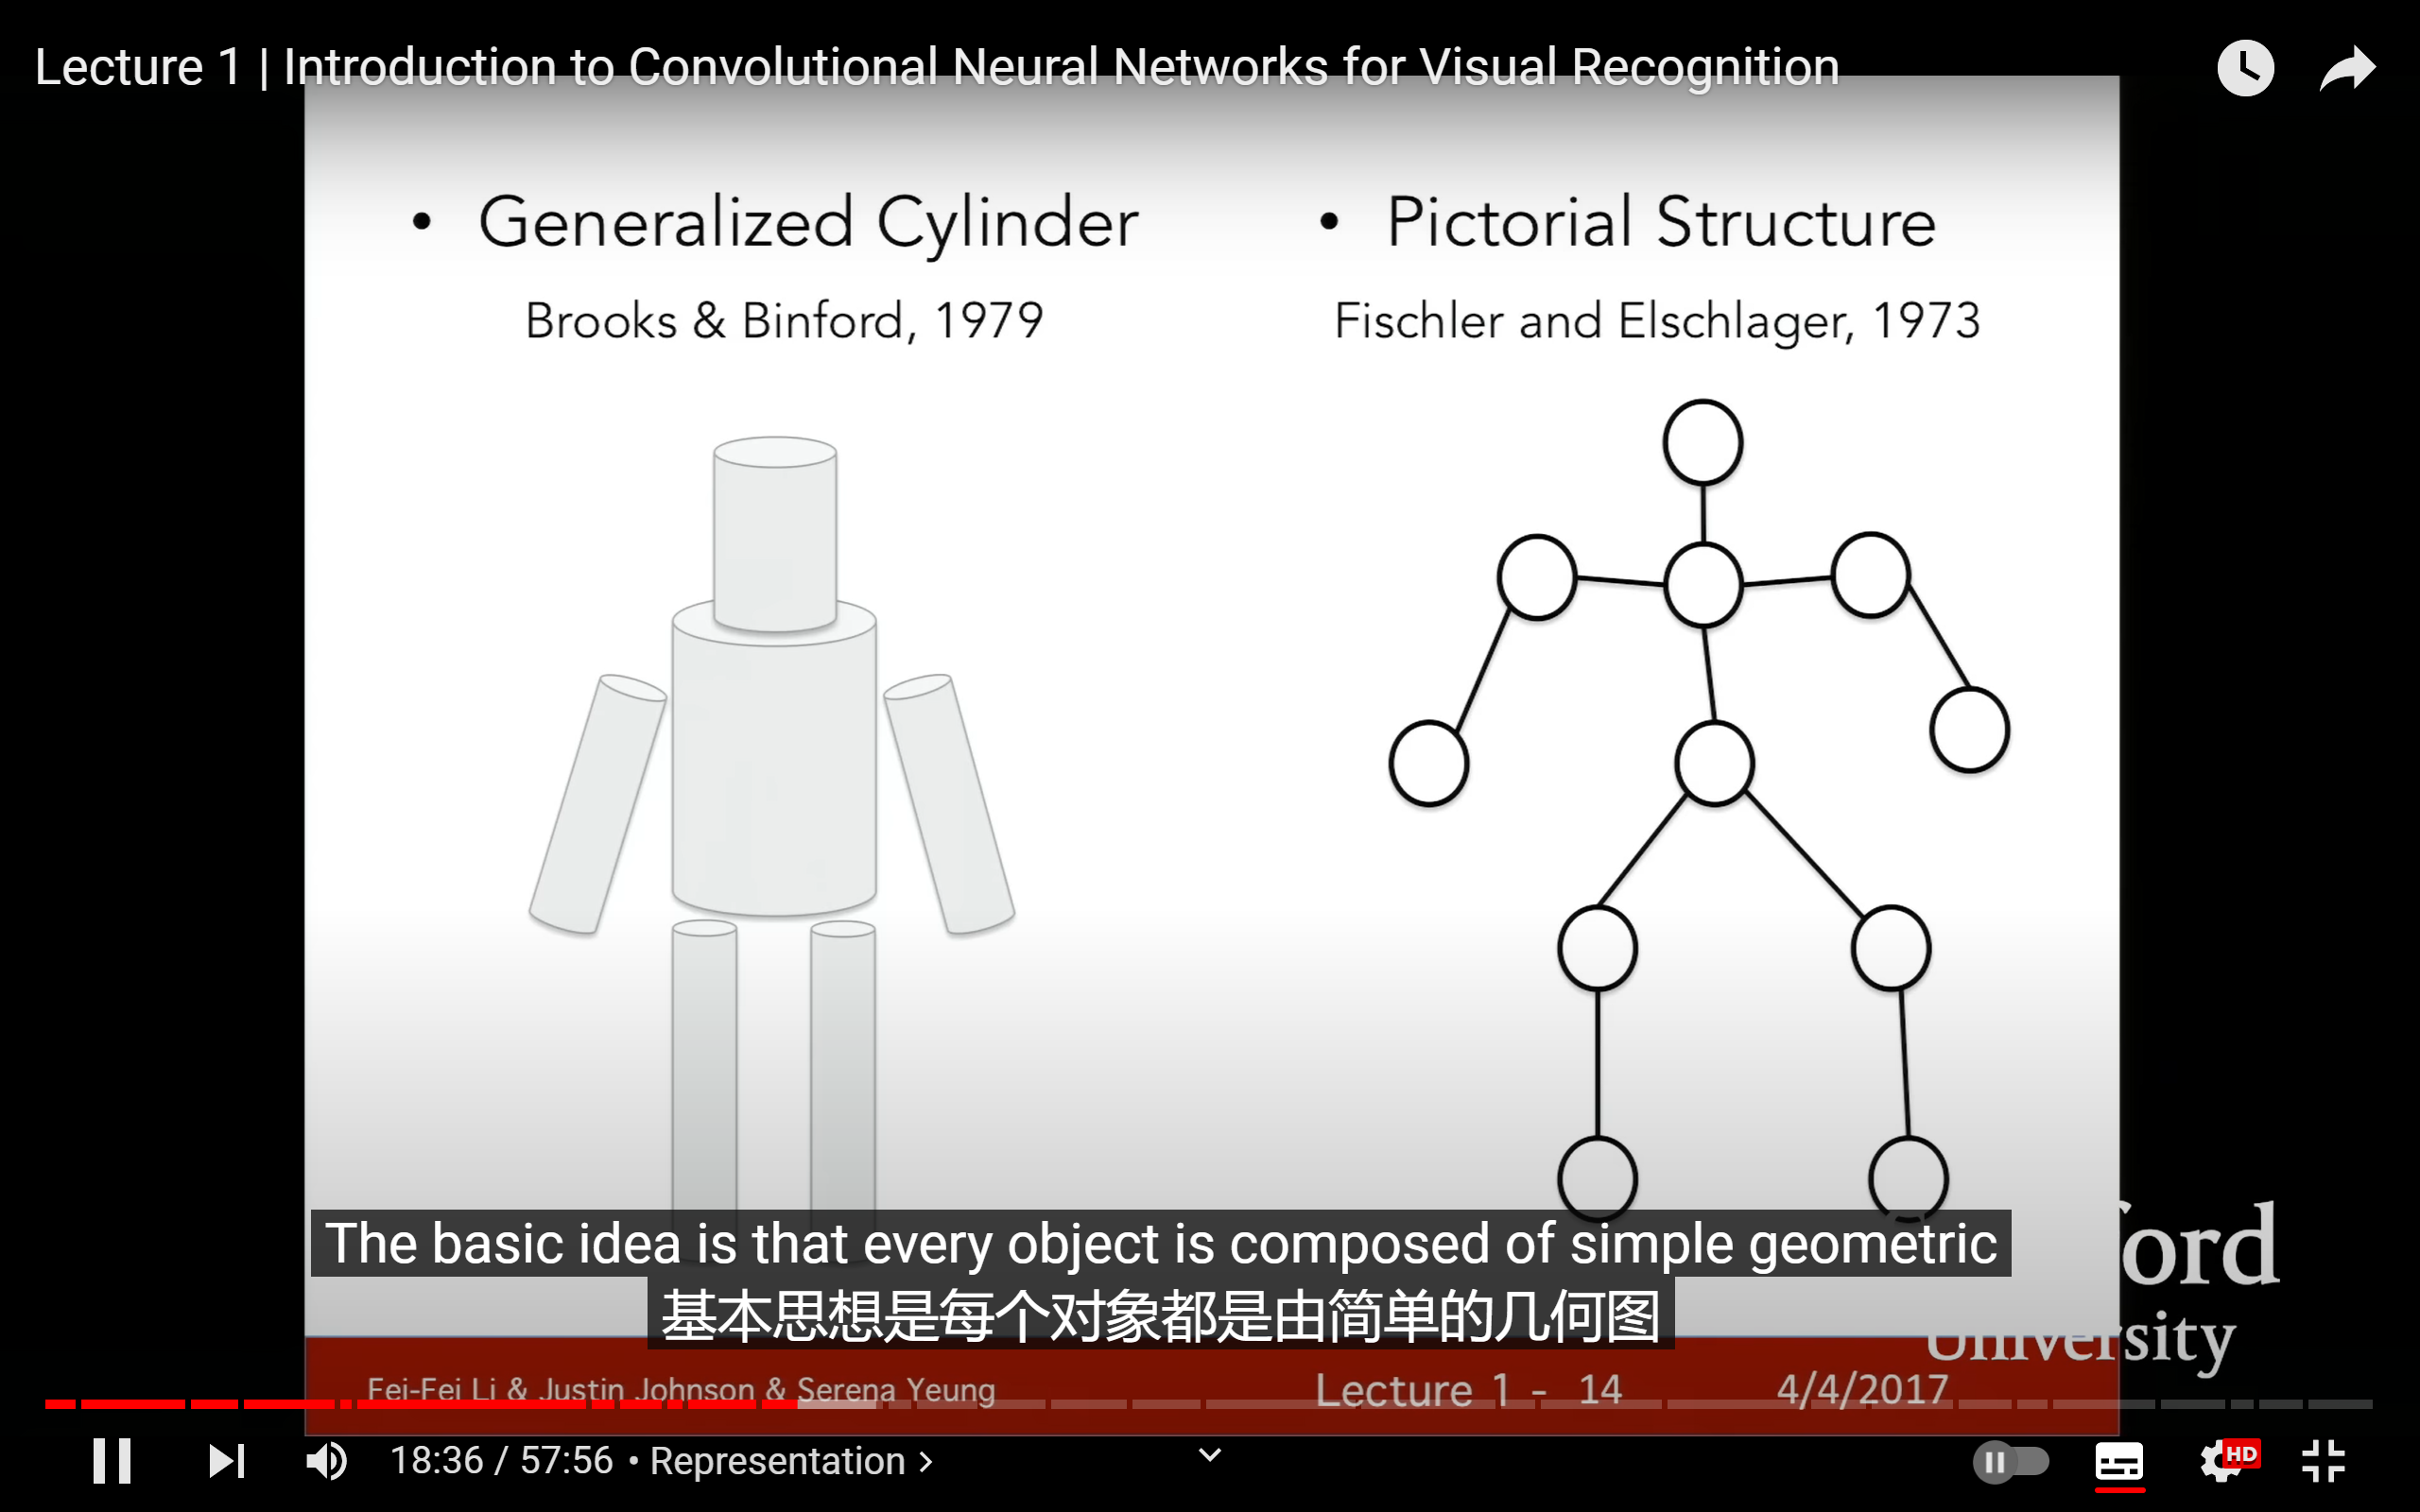 Lecture 1 | Introduction to Convolutional Neural Networks for Visual Recognition
• Generalized Cylinder
Brooks & Binford, 1979
• Pictorial Structure
Fischler and Elschlager, 1973
The basic idea is that every object is composed of simple geometric
基本思想是每个对象都是由简单的几何图
ord
University
Fei-Fei Li & Justin Johnson & Serena Yeung
Lecture 1 - 14
4/4/2017
18:36 / 57:56 • Representation >
HD